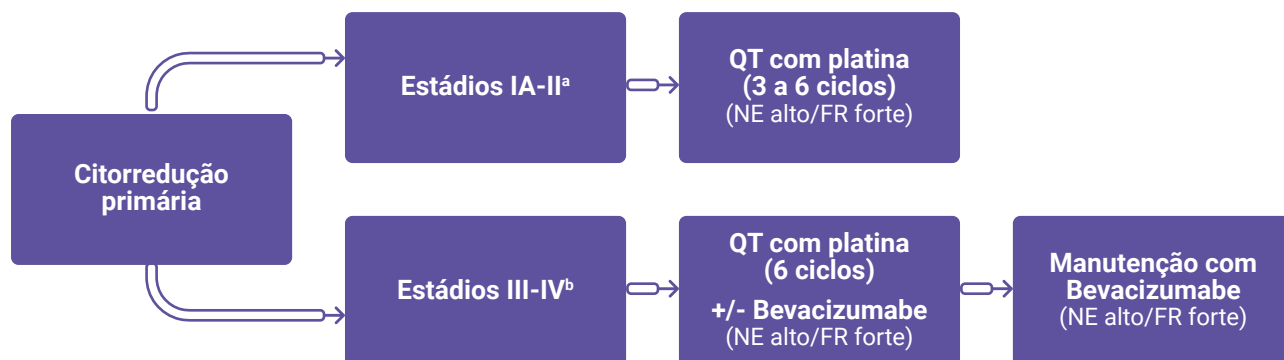 Citorredução
primária
Estádios IA-IIª
QT com platina
(3 a 6 ciclos)
(NE alto/FR forte)
Estádios III-IVᵇ
QT com platina
(6 ciclos)
+/- Bevacizumabe
(NE alto/FR forte)
Manutenção com
Bevacizumabe
(NE alto/FR forte)